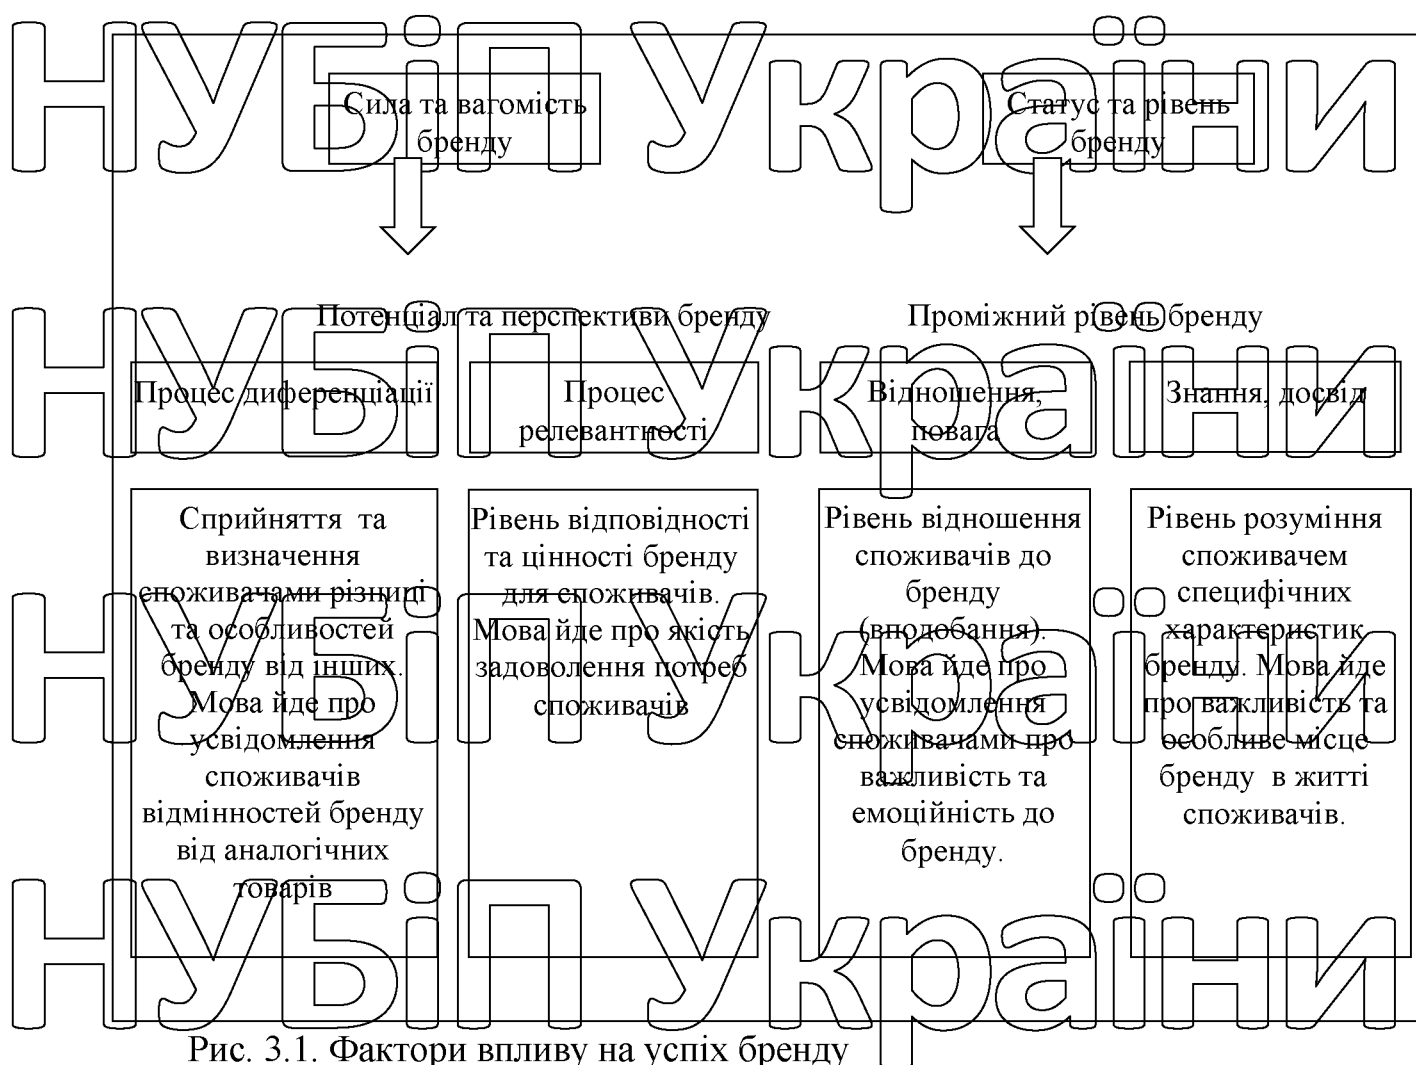 НУБіП України
Сила та вагомість
бренду
Статус та рівень
бренду
НУБіП України
Потенціал та перспективи бренду
Проміжний рівень бренду
Процес диференціації
Процес
релевантності
Відношення,
повага
Знання, досвід
Сприйняття та
визначення
споживачами різниці
та особливостей
бренду від інших.
Мова йде про
усвідомлення
споживачів
відмінностей бренду
від аналогічних
товарів
Рівень відповідності
та цінності бренду
для споживачів.
Мова йде про якість
задоволення потреб
споживачів
Рівень відношення
споживачів до
бренду
(вподобання).
Мова йде про
усвідомлення
споживачами про
важливість та
емоційність до
бренду.
Рівень розуміння
споживачем
специфічних
характеристик
бренду. Мова йде
про важливість та
особливе місце
бренду в житті
споживачів.
НУБіП України
НУБіП України
Рис. 3.1. Фактори впливу на успіх бренду